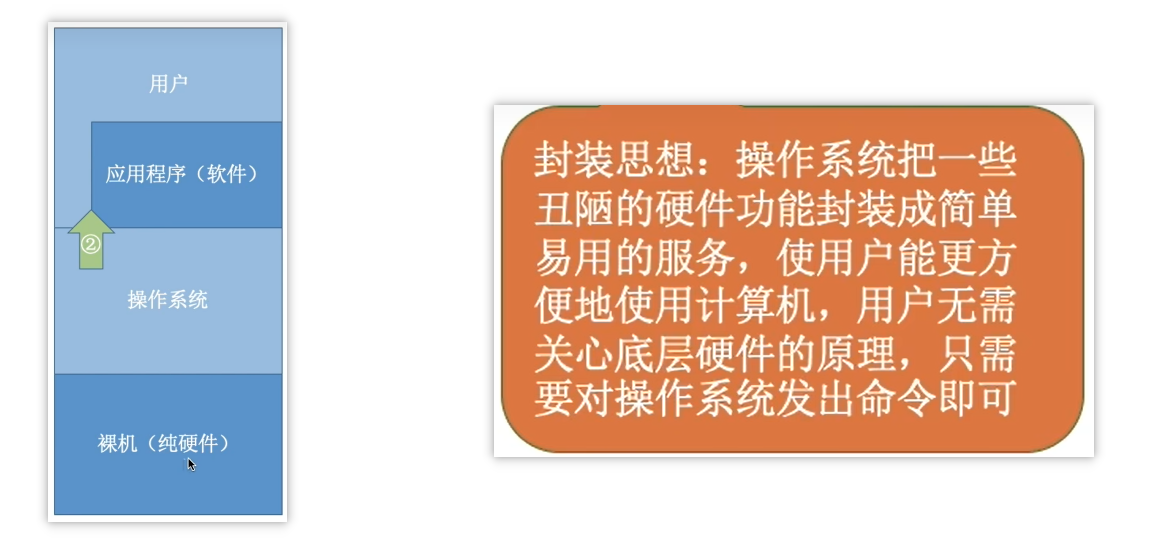 用户
应用程序（软件）
②
操作系统
裸机（纯硬件）
封装思想：操作系统把一些
丑陋的硬件功能封装成简单
易用的服务，使用户能更方
便地使用计算机，用户无需
关心底层硬件的原理，只需
要对操作系统发出命令即可